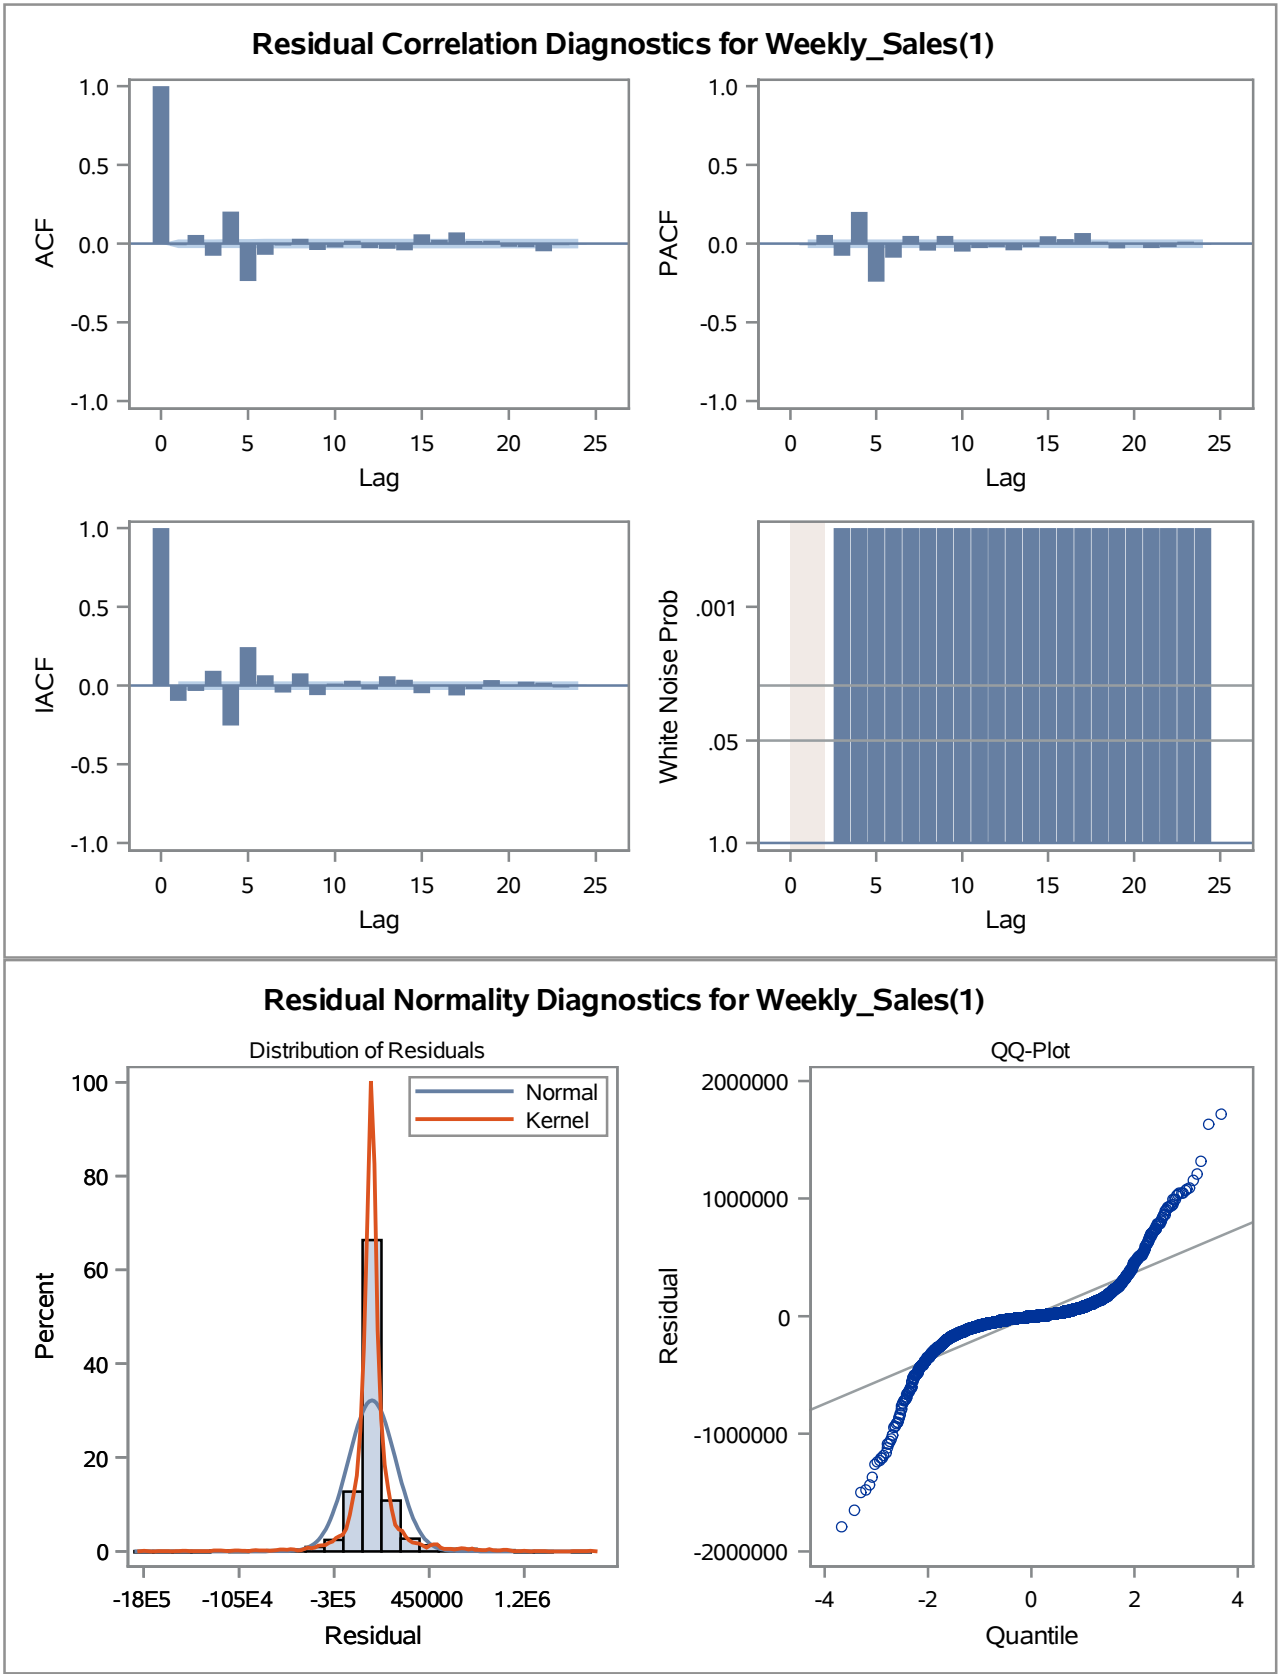 Residual Correlation Diagnostics for Weekly_Sales(1)
1.0
0.5
0.0
-0.5
-1.0
ACF
0 5 10 15 20 25
Lag
1.0
0.5
0.0
-0.5
-1.0
PACF
0 5 10 15 20 25
Lag
1.0
0.5
0.0
-0.5
-1.0
IACF
0 5 10 15 20 25
Lag
.001
.05
1.0
White Noise Prob
0 5 10 15 20 25
Lag
Residual Normality Diagnostics for Weekly_Sales(1)
Distribution of Residuals
100
80
60
40
20
0
Percent
Normal
Kernel
-18E5 -105E4 -3E5 450000 1.2E6
Residual
QQ-Plot
2000000
1000000
0
-1000000
-2000000
Residual
-4 -2 0 2 4
Quantile